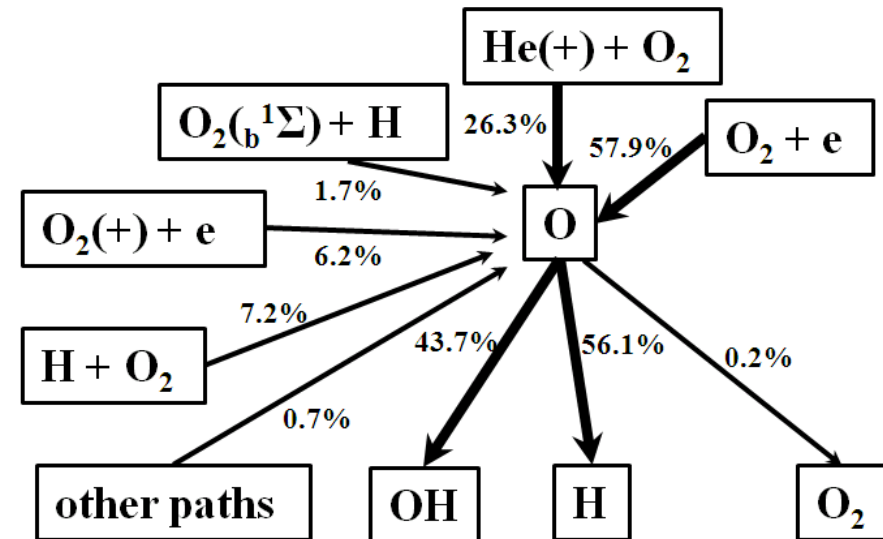 He(+) + O₂
O₂(b¹Σ) + H
26.3%
57.9%
O₂ + e
1.7%
O₂(+) + e
O
6.2%
7.2%
H + O₂
43.7%
56.1%
0.2%
0.7%
other paths
OH
H
O₂